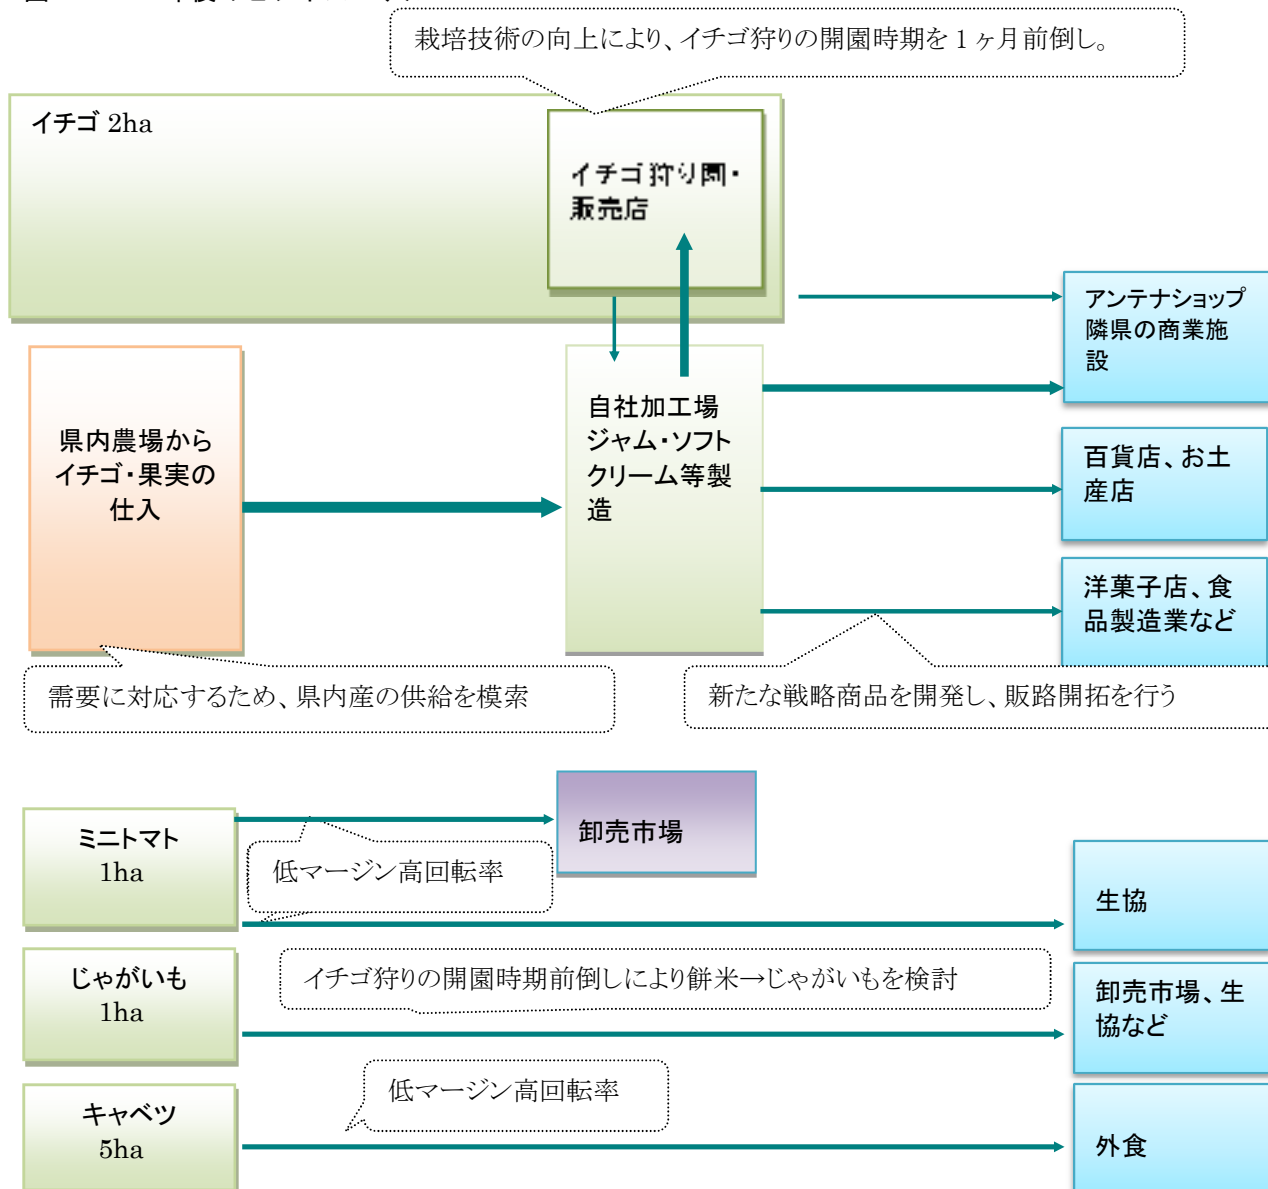 栽培技術の向上により、イチゴ狩りの開園時期を1ヶ月前倒し。
イチゴ 2ha
イチゴ狩り園・
販売店
アンテナショップ
隣県の商業施
設
県内農場から
イチゴ・果実の
仕入
自社加工場
ジャム・ソフト
クリーム等製
造
百貨店、お土
産店
洋菓子店、食
品製造業など
需要に対応するため、県内産の供給を模索
新たな戦略商品を開発し、販路開拓を行う
ミニトマト
1ha
卸売市場
低マージン高回転率
生協
じゃがいも
1ha
イチゴ狩りの開園時期前倒しにより餅米→じゃがいもを検討
卸売市場、生
協など
キャベツ
5ha
低マージン高回転率
外食